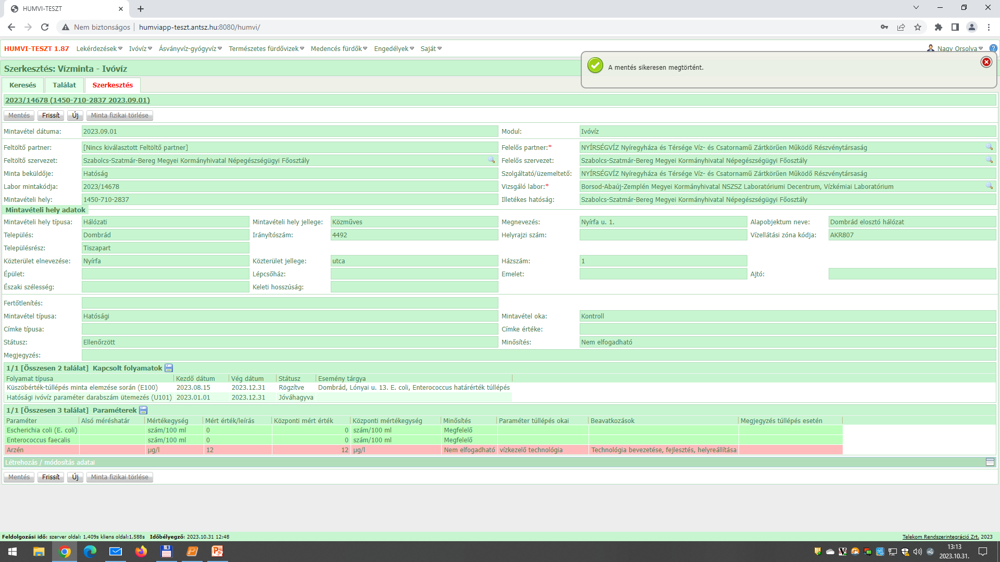 HUMVI-TESZT
Nem biztonságos humviapp-teszt.antsz.hu:8080/humvi/
HUMVI-TESZT 1.87 Lekérdezések Ivóvíz Ásványvíz-gyógyvíz Természetes fürdővizek Medencés fürdők Engedélyek Saját Nagy Orsolya
Szerkesztés: Vízminta - Ivóvíz
A mentés sikeresen megtörtént.
Keresés Találat Szerkesztés
2023/14678 (1450-710-2837 2023.09.01)
Mentés Frissít Új Minta fizikai törlése
Mintavétel dátuma: 2023.09.01 Modul: Ivóvíz
Feltöltő partner: [Nincs kiválasztott Feltöltő partner] Felelős partner:* NYÍRSÉGVÍZ Nyíregyháza és Térsége Víz- és Csatornamű Zártkörűen Működő Részvénytársaság
Feltöltő szervezet: Szabolcs-Szatmár-Bereg Megyei Kormányhivatal Népegészségügyi Főosztály Felelős szervezet: Szabolcs-Szatmár-Bereg Megyei Kormányhivatal Népegészségügyi Főosztály
Minta beküldője: Hatóság Szolgáltató/üzemeltető: NYÍRSÉGVÍZ Nyíregyháza és Térsége Víz- és Csatornamű Zártkörűen Működő Részvénytársaság
Labor mintakódja: 2023/14678 Vizsgáló labor:* Borsod-Abaúj-Zemplén Megyei Kormányhivatal NSZSZ Laboratóriumi Decentrum, Vízkémiai Laboratórium
Mintavételi hely: 1450-710-2837 Illetékes hatóság: Szabolcs-Szatmár-Bereg Megyei Kormányhivatal Népegészségügyi Főosztály
Mintavételi hely adatok
Mintavételi hely típusa: Hálózati Mintavételi hely jellege: Közműves Megnevezés: Nyírfa u. 1. Alapobjektum neve: Dombrád elosztó hálózat
Település: Dombrád Irányítószám: 4492 Helyrajzi szám: Vízellátási zóna kódja: AKR807
Településrész: Tiszapart
Közterület elnevezése: Nyírfa Közterület jellege: utca Házszám: 1
Épület: Lépcsőház: Emelet: Ajtó:
Északi szélesség: Keleti hosszúság:
Fertőtlenítés:
Mintavétel típusa: Hatósági Mintavétel oka: Kontroll
Címke típusa: Címke értéke:
Státusz: Ellenőrzött Minősítés: Nem elfogadható
Megjegyzés:
1/1 [Összesen 2 találat] Kapcsolt folyamatok
Folyamat típusa Kezdő dátum Vég dátum Státusz Esemény tárgya
Küszöbérték-túllépés minta elemzése során (E100) 2023.08.15 2023.12.31 Rögzítve Dombrád, Lónyai u. 13. E. coli, Enterococcus határérték túllépés
Hatósági ivóvíz paraméter darabszám ütemezés (U101) 2023.01.01 2023.12.31 Jóváhagyva
1/1 [Összesen 3 találat] Paraméterek
Paraméter Alsó méréshatár Mértékegység Mért érték/leírás Központi mért érték Központi mértékegység Minősítés Paraméter túllépés okai Beavatkozások Megjegyzés túllépés esetén
Escherichia coli (E. coli) szám/100 ml 0 0 szám/100 ml Megfelelő
Enterococcus faecalis szám/100 ml 0 0 szám/100 ml Megfelelő
Arzén µg/l 12 12 µg/l Nem elfogadható vízkezelő technológia Technológia bevezetése, fejlesztés, helyreállítása
Létrehozás / módosítás adatai
Mentés Frissít Új Minta fizikai törlése
Feldolgozási idő: szerver oldal: 1,409s kliens oldal:1,588s Időbélyegző: 2023.10.31 12:48 Telekom Rendszerintegráció Zrt. 2023
13:13
2023.10.31.